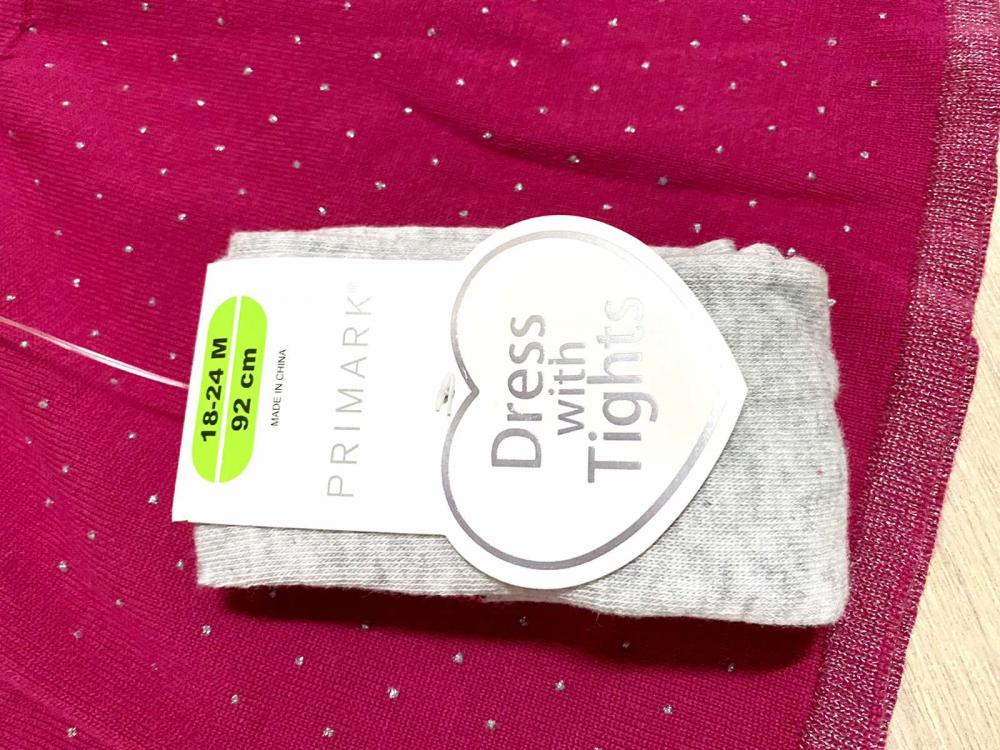 18-24 M
92 cm
MADE IN CHINA
PRIMARK®
Dress
with
Tights